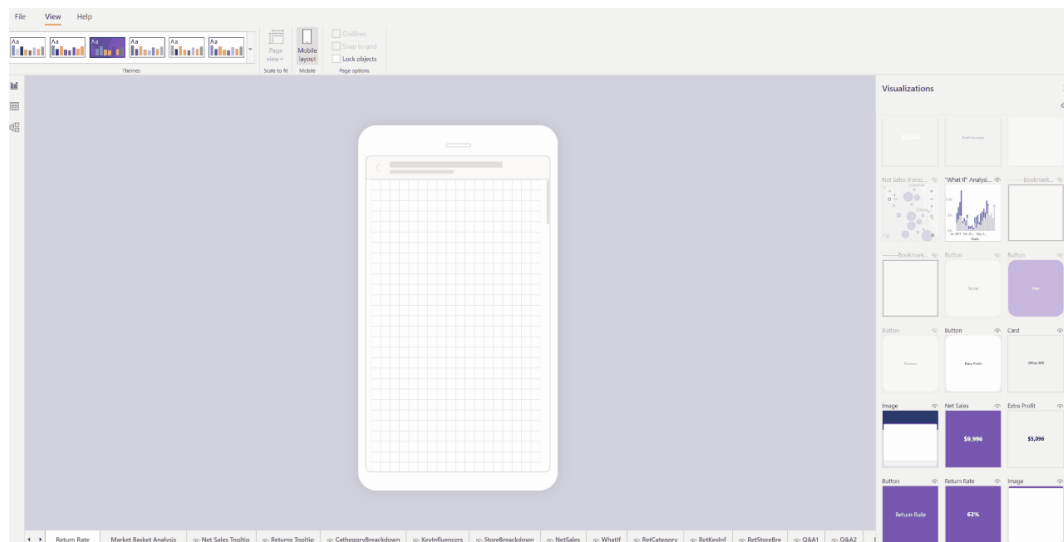 File View Help
Aa Aa Aa Aa Aa Aa
Page view
Mobile layout
Gridlines
Snap to grid
Lock objects
Themes Scale to fit Mobile Page options
Visualizations
Net Sales (Forec... "What If" Analysi... ------Bookmark...
------Bookmark... Button Button
Button Button Card
Extra Profit
Image Net Sales Extra Profit
$9,996 $5,096
Button Return Rate Image
Return Rate 63%
Return Rate Market Basket Analysis Net Sales Tooltip Returns Tooltip CathegoryBreakdown KeyInfluencers StoreBreakdown NetSales WhatIf RetCategory RetKeyInf RetStoreBre Q&A1 Q&A2